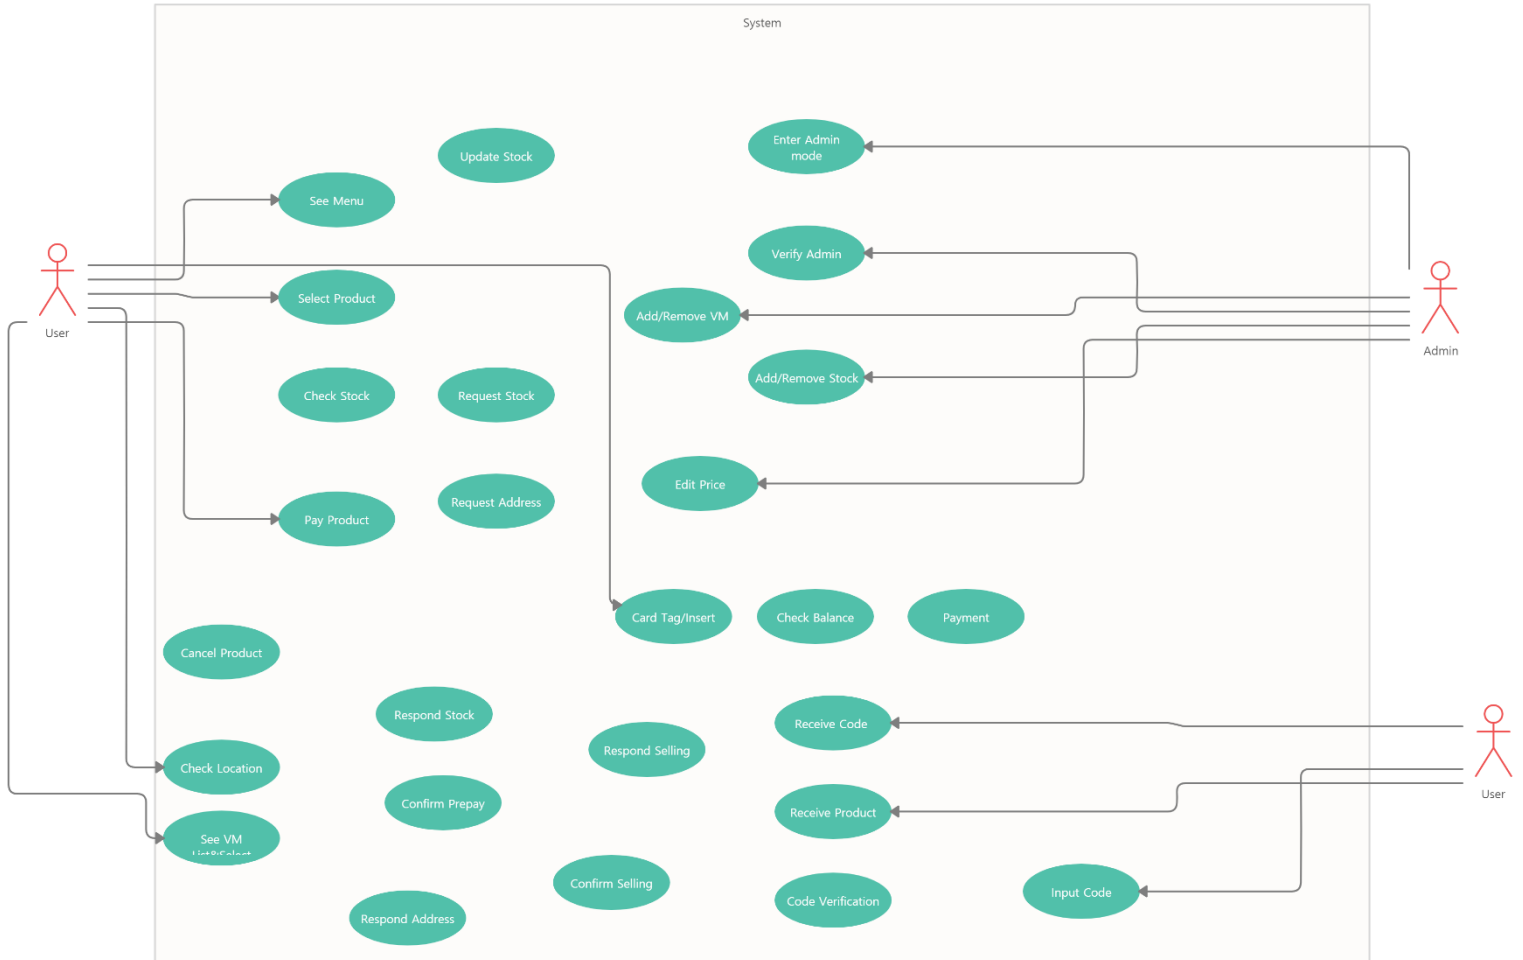 System
Enter Admin
mode
Update Stock
See Menu
Verify Admin
Select Product
Add/Remove VM
User
Admin
Add/Remove Stock
Check Stock
Request Stock
Edit Price
Request Address
Pay Product
Card Tag/Insert
Check Balance
Payment
Cancel Product
Respond Stock
Receive Code
Respond Selling
Check Location
User
Confirm Prepay
Receive Product
See VM
List&Select
Confirm Selling
Input Code
Code Verification
Respond Address